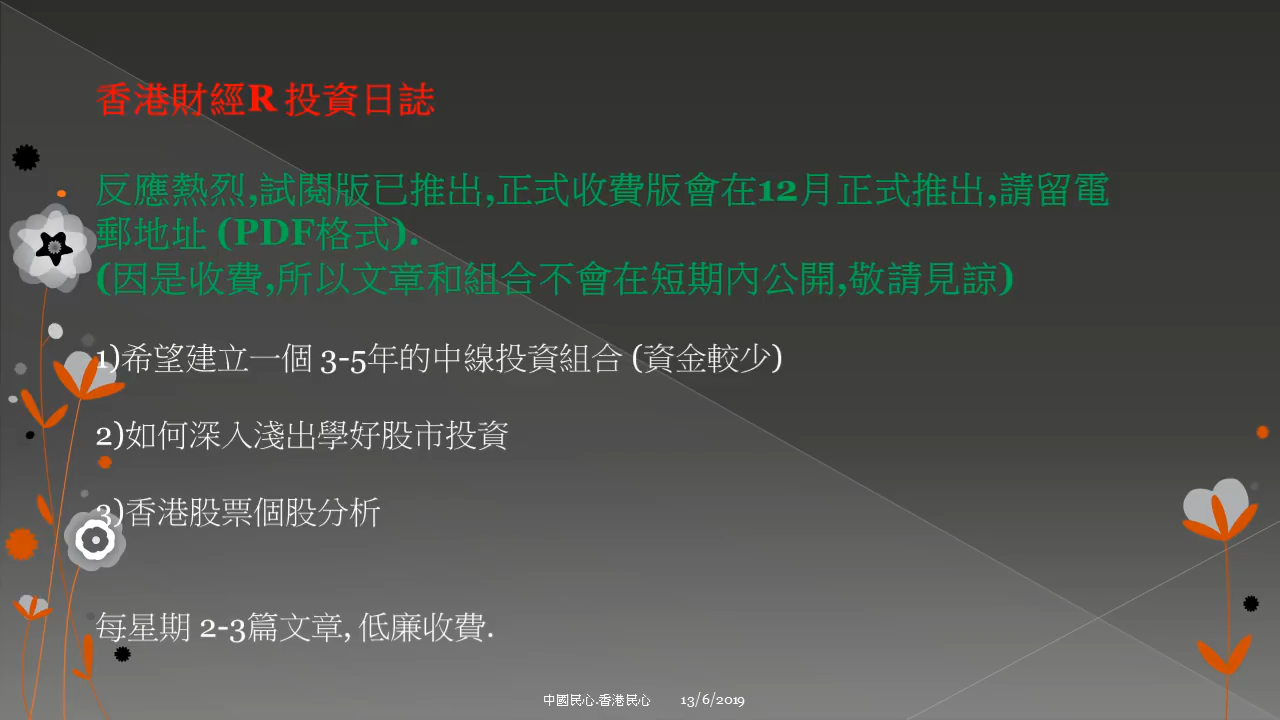 香港財經R 投資日誌
反應熱烈,試閱版已推出,正式收費版會在12月正式推出,請留電
郵地址 (PDF格式).
(因是收費,所以文章和組合不會在短期內公開,敬請見諒)
1)希望建立一個 3-5年的中線投資組合 (資金較少)
2)如何深入淺出學好股市投資
3)香港股票個股分析
每星期 2-3篇文章, 低廉收費.
中國民心.香港民心 13/6/2019